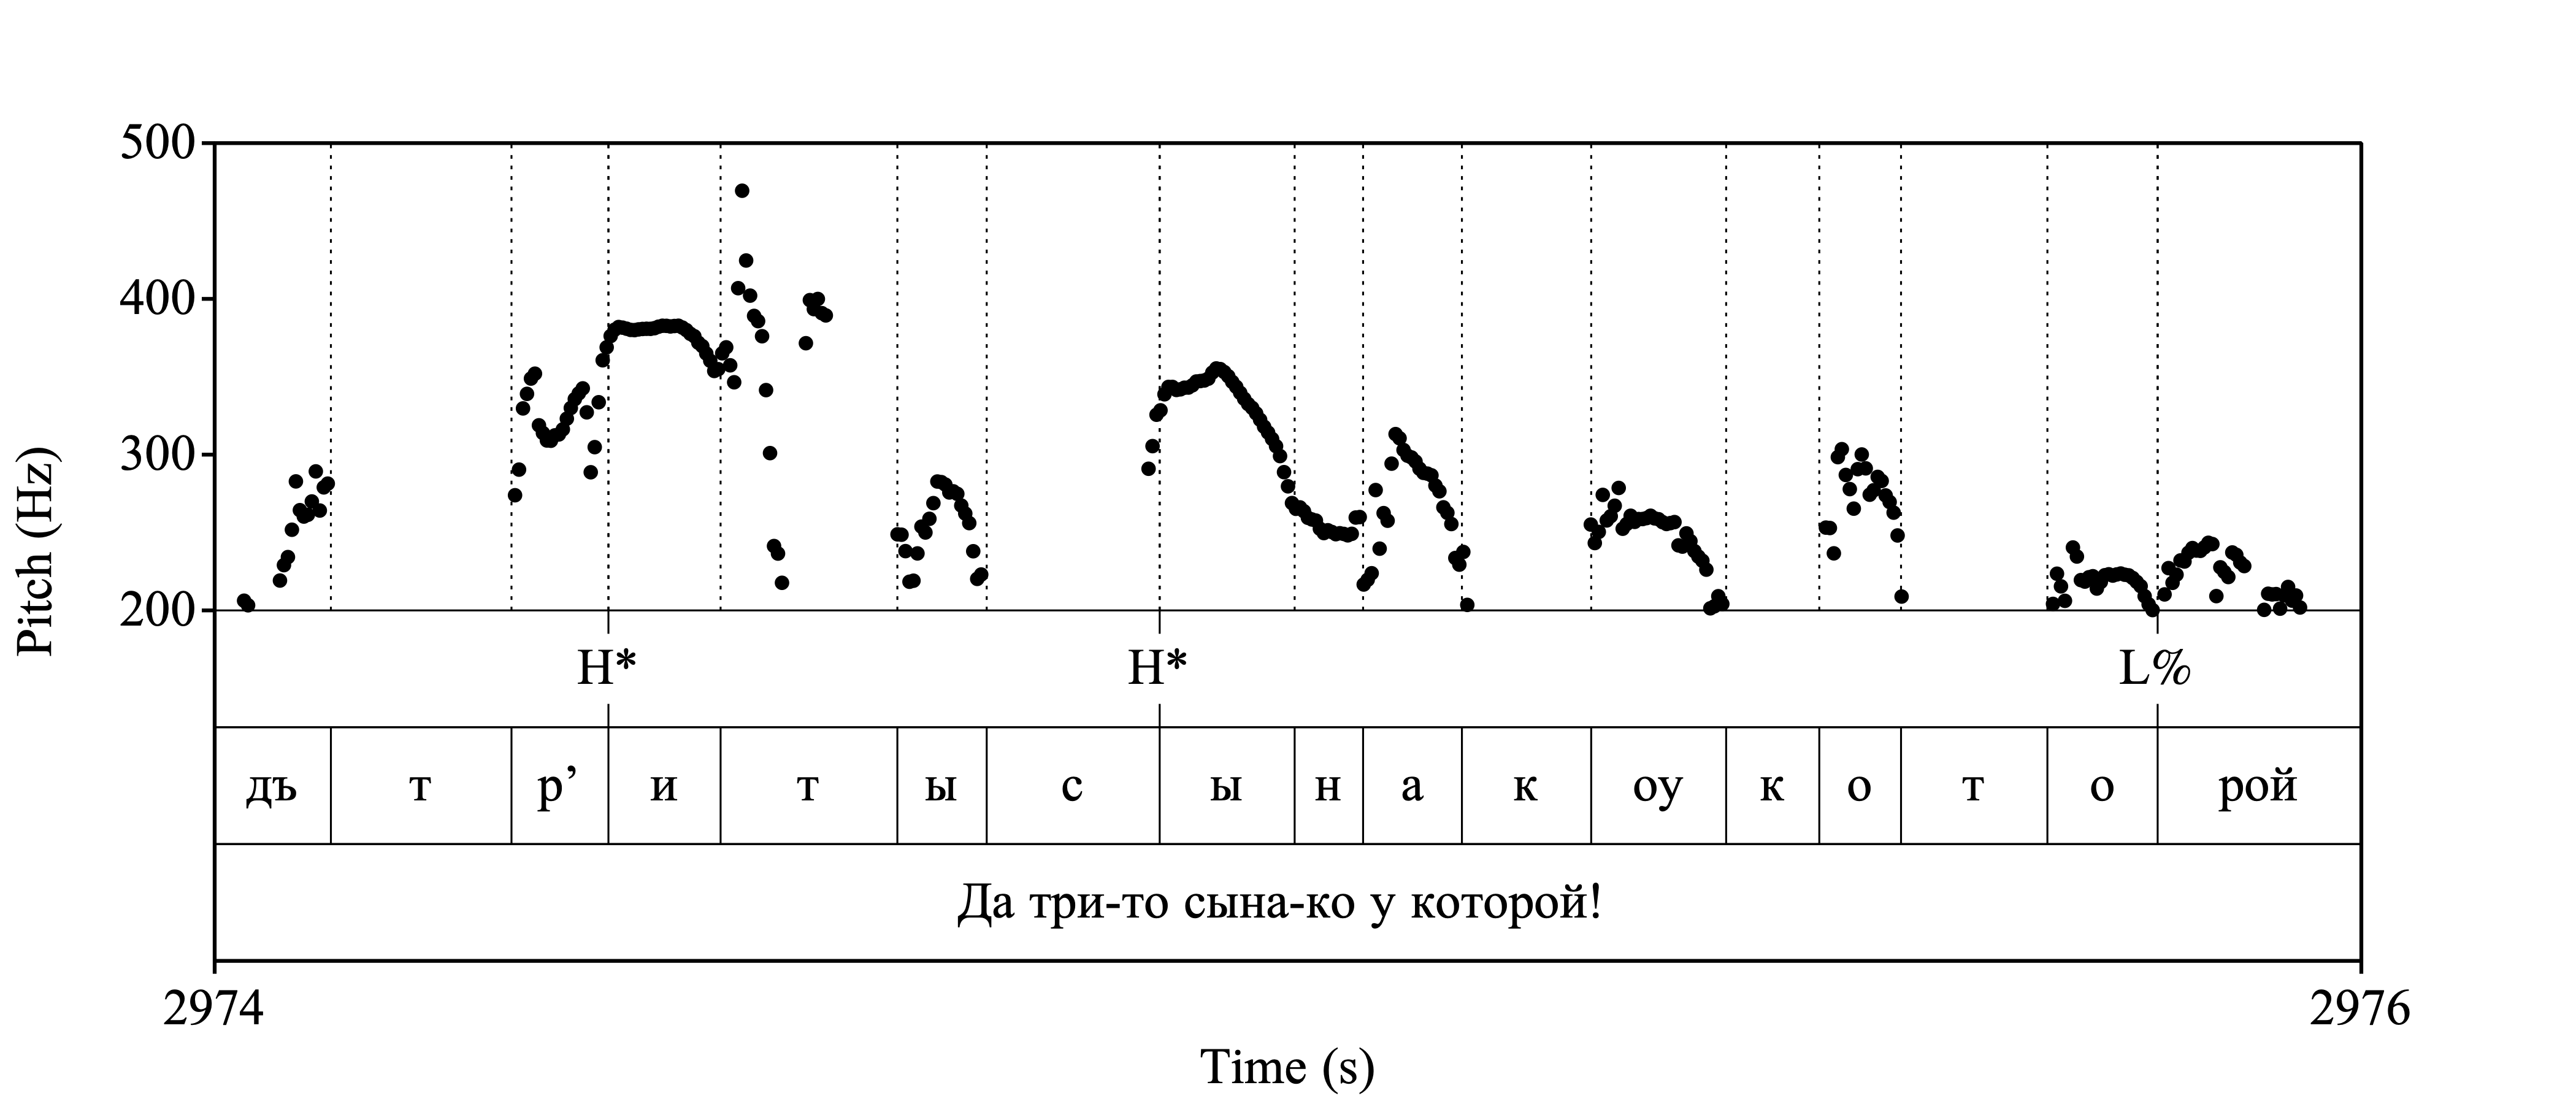 500
400
300
200
Pitch (Hz)
H* H* L%
дъ т р’ и т ы с ы н а к оу к о т о рой
Да три-то сына-ко у которой!
2974 2976
Time (s)